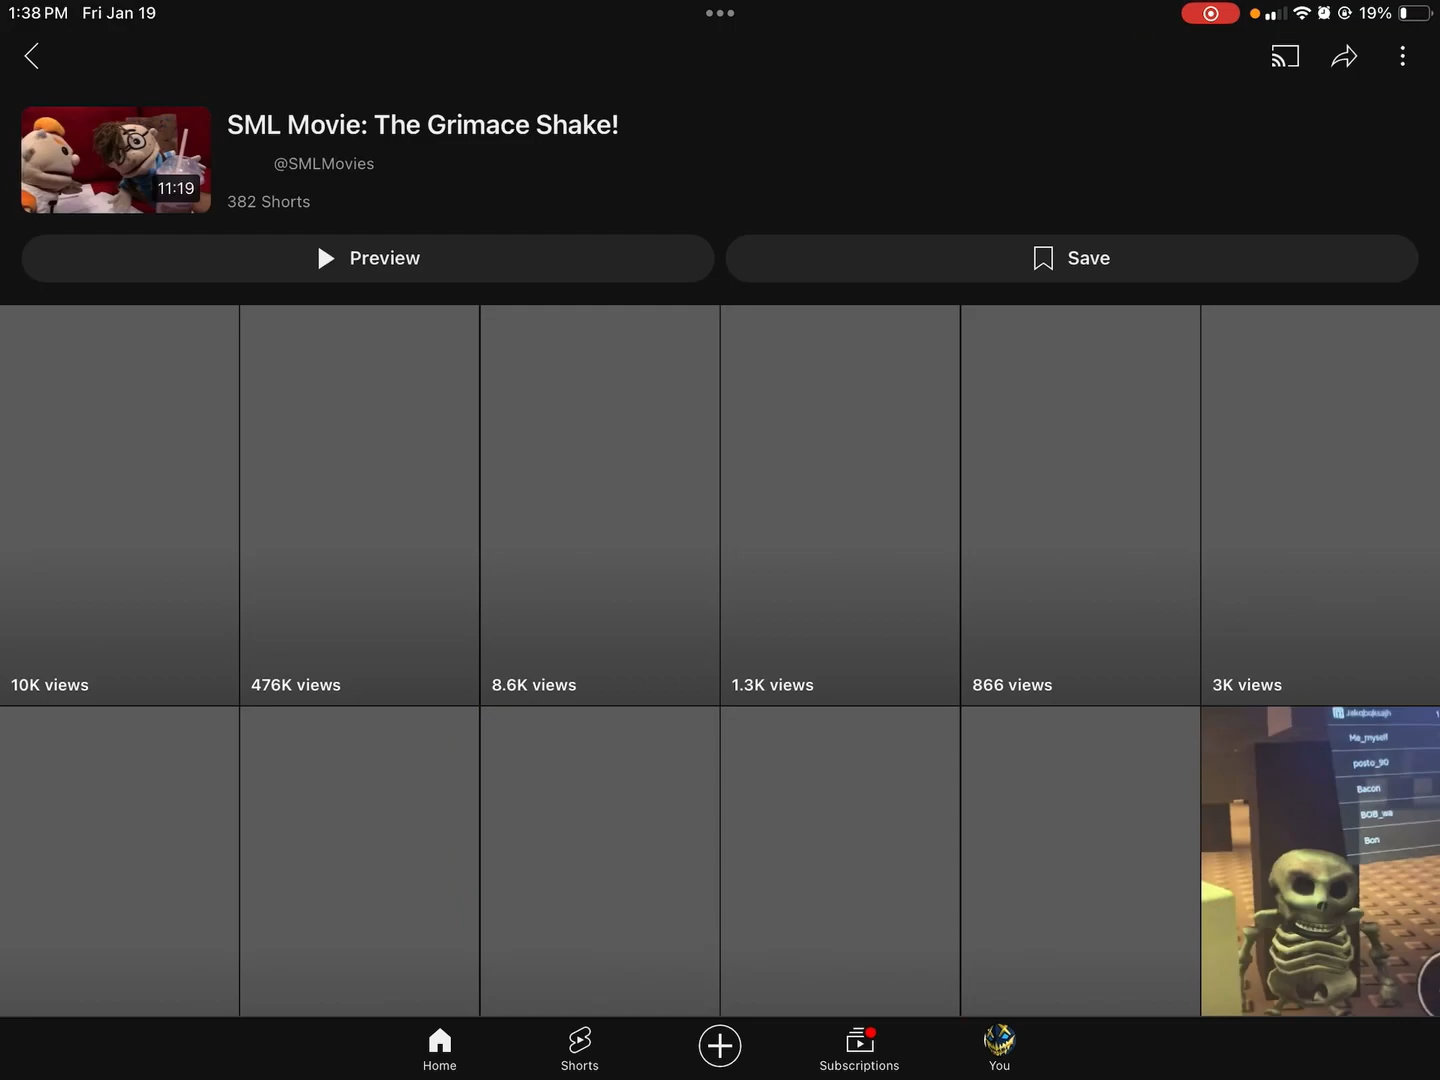 1:38 PM Fri Jan 19
19%
SML Movie: The Grimace Shake!
@SMLMovies
382 Shorts
11:19
Preview
Save
10K views
476K views
8.6K views
1.3K views
866 views
3K views
Me_myself
posto_90
Bacon
BOB_wa
Bon
Home
Shorts
Subscriptions
You